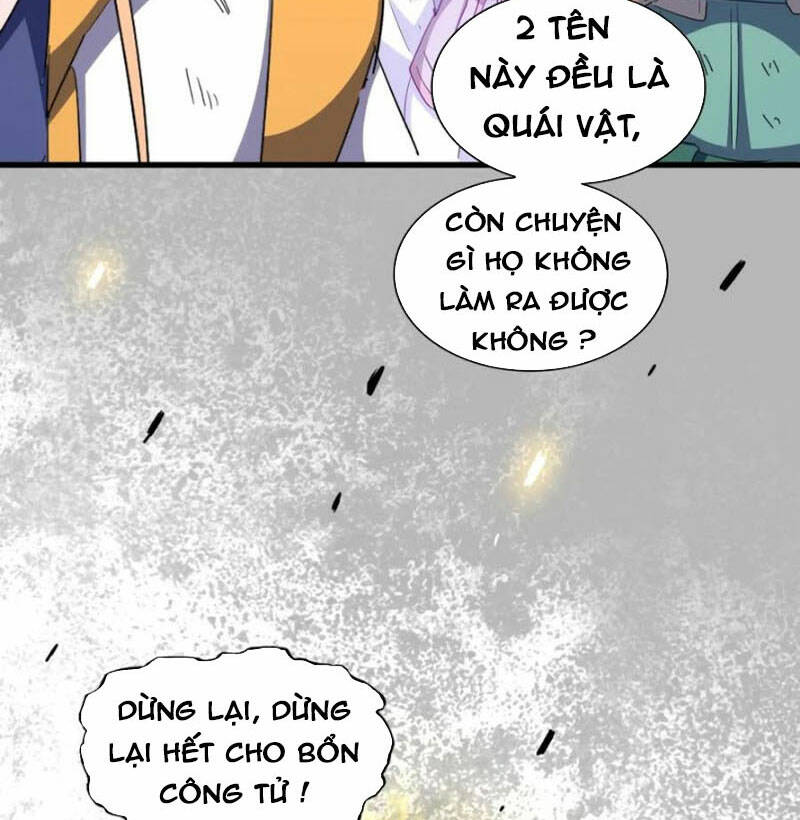 2 TÊN
NÀY ĐỀU LÀ
QUÁI VẬT,
CÒN CHUYỆN
GÌ HỌ KHÔNG
LÀM RA ĐƯỢC
KHÔNG ?
DỪNG LẠI, DỪNG
LẠI HẾT CHO BỔN
CÔNG TỬ !